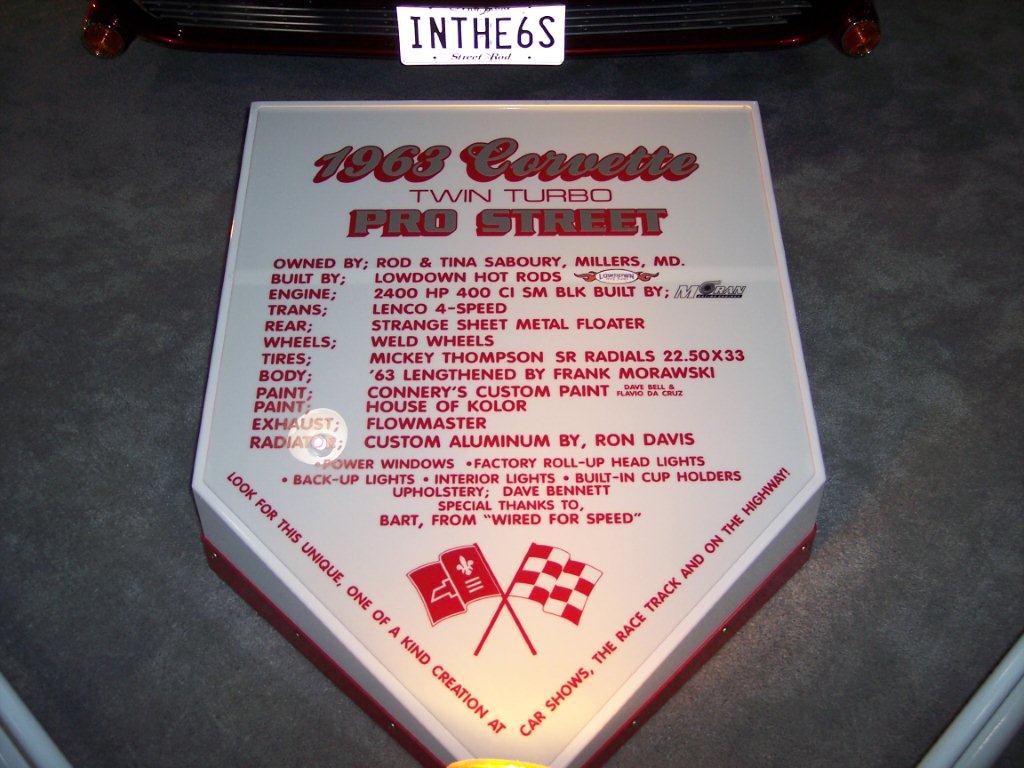 INTHE6S
Street Rod
1963 Corvette
TWIN TURBO
PRO STREET
OWNED BY; ROD & TINA SABOURY, MILLERS, MD.
BUILT BY; LOWDOWN HOT RODS LOWDOWN
ENGINE; 2400 HP 400 CI SM BLK BUILT BY; MORAN
TRANS; LENCO 4-SPEED
REAR; STRANGE SHEET METAL FLOATER
WHEELS; WELD WHEELS
TIRES; MICKEY THOMPSON SR RADIALS 22.50X33
BODY; '63 LENGTHENED BY FRANK MORAWSKI
PAINT; CONNERY'S CUSTOM PAINT DAVE BELL & FLAVIO DA CRUZ
PAINT; HOUSE OF KOLOR
EXHAUST; FLOWMASTER
RADIATOR; CUSTOM ALUMINUM BY, RON DAVIS
•POWER WINDOWS •FACTORY ROLL-UP HEAD LIGHTS
• BACK-UP LIGHTS • INTERIOR LIGHTS • BUILT-IN CUP HOLDERS
UPHOLSTERY; DAVE BENNETT
SPECIAL THANKS TO,
BART, FROM "WIRED FOR SPEED"
LOOK FOR THIS UNIQUE, ONE OF A KIND CREATION AT
CAR SHOWS, THE RACE TRACK AND ON THE HIGHWAY!